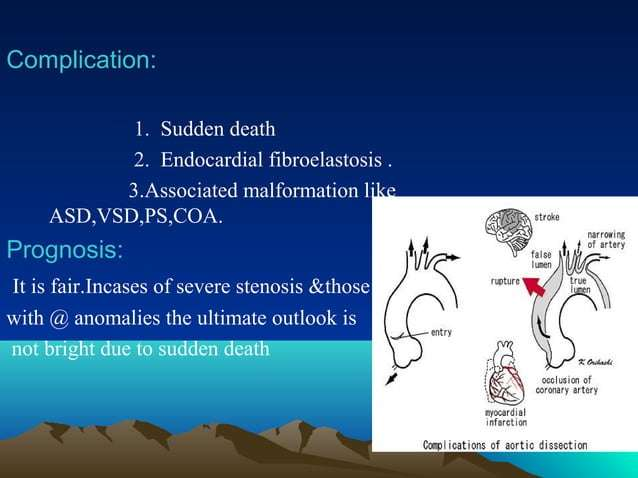 Complication:
1. Sudden death
2. Endocardial fibroelastosis .
3.Associated malformation like
ASD,VSD,PS,COA.
Prognosis:
It is fair.Incases of severe stenosis &those
with @ anomalies the ultimate outlook is
not bright due to sudden death
stroke
narrowing
of artery
false
lumen
rupture
true
lumen
entry
K Orihashi
occlusion of
coronary artery
myocardial
infarction
Complications of aortic dissection